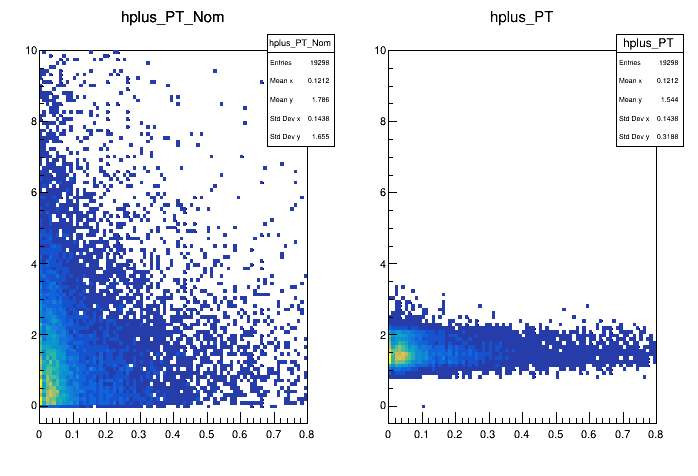 hplus_PT_Nom
hplus_PT_Nom
Entries 19298
Mean x 0.1212
Mean y 1.786
Std Dev x 0.1438
Std Dev y 1.655
10
8
6
4
2
0
0 0.1 0.2 0.3 0.4 0.5 0.6 0.7 0.8
hplus_PT
hplus_PT
Entries 19298
Mean x 0.1212
Mean y 1.544
Std Dev x 0.1438
Std Dev y 0.3188
10
8
6
4
2
0
0 0.1 0.2 0.3 0.4 0.5 0.6 0.7 0.8